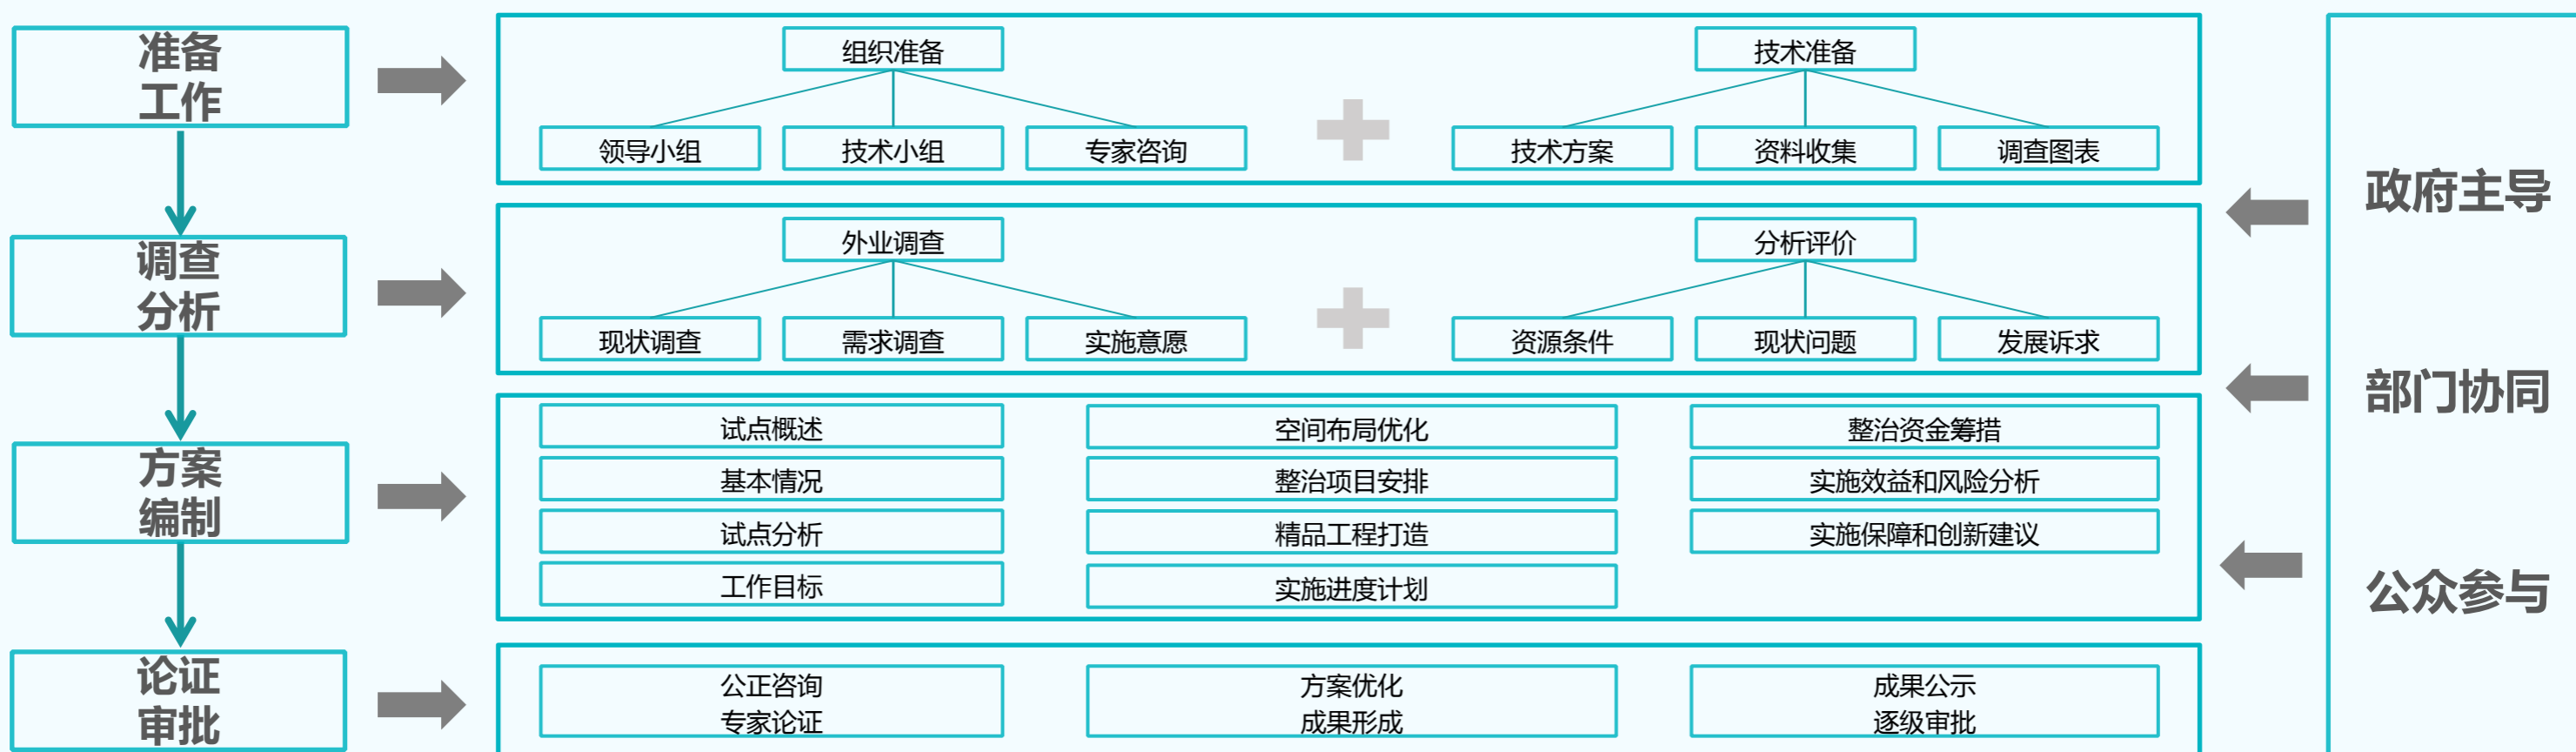 准备
工作
组织准备
技术准备
领导小组
技术小组
专家咨询
技术方案
资料收集
调查图表
调查
分析
外业调查
分析评价
现状调查
需求调查
实施意愿
资源条件
现状问题
发展诉求
方案
编制
试点概述
空间布局优化
整治资金筹措
基本情况
整治项目安排
实施效益和风险分析
试点分析
精品工程打造
实施保障和创新建议
工作目标
实施进度计划
论证
审批
公正咨询
专家论证
方案优化
成果形成
成果公示
逐级审批
政府主导
部门协同
公众参与